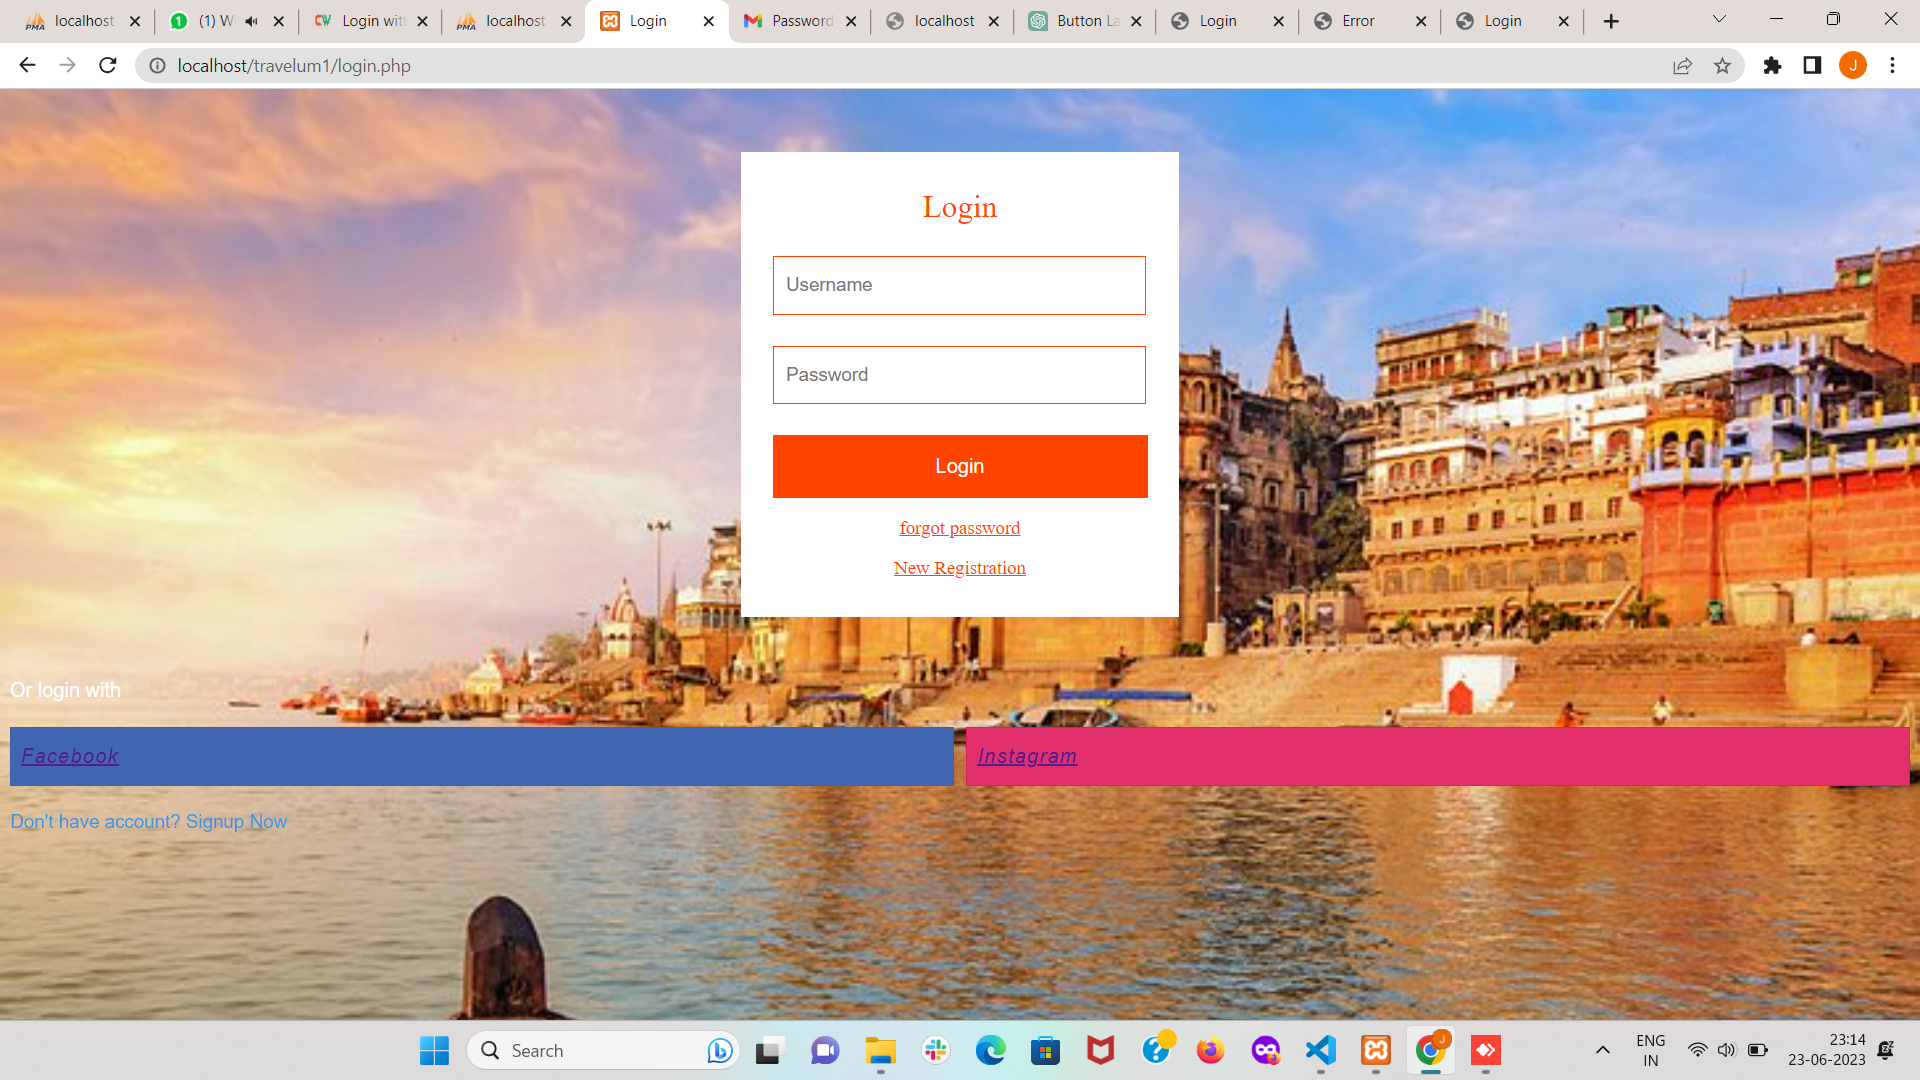 localhost
(1) W
Login wit
localhost
Login
Password
localhost
Button La
Login
Error
Login
localhost/travelum1/login.php
J
Login
Username
Password
Login
forgot password
New Registration
Or login with
Facebook
Instagram
Don't have account? Signup Now
Search
ENG
IN
23:14
23-06-2023